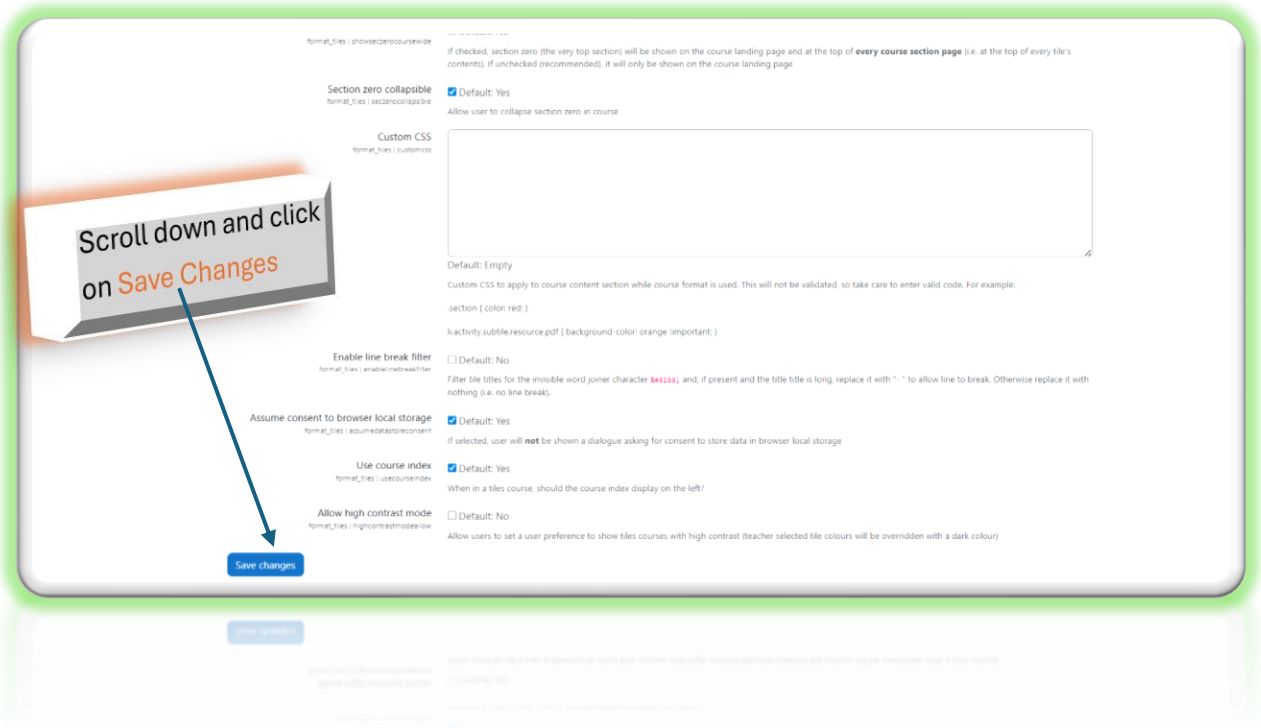 format_tiles | showseczerocoursewide
If checked, section zero (the very top section) will be shown on the course landing page and at the top of every course section page (i.e. at the top of every tile's
contents). If unchecked (recommended), it will only be shown on the course landing page
Section zero collapsible
format_tiles | seczerocollapsible
Default: Yes
Allow user to collapse section zero in course
Custom CSS
format_tiles | customcss
Scroll down and click
on Save Changes
Default: Empty
Custom CSS to apply to course content section while course format is used. This will not be validated, so take care to enter valid code. For example:
.section { color: red; }
li.activity.subtile.resource.pdf { background-color: orange !important; }
Enable line break filter
format_tiles | enablelinebreakfilter
Default: No
Filter tile titles for the invisible word joiner character &#8288; and, if present and the title title is long, replace it with "- " to allow line to break. Otherwise replace it with
nothing (i.e. no line break).
Assume consent to browser local storage
format_tiles | assumedatastoreconsent
Default: Yes
If selected, user will not be shown a dialogue asking for consent to store data in browser local storage
Use course index
format_tiles | usecourseindex
Default: Yes
When in a tiles course, should the course index display on the left?
Allow high contrast mode
format_tiles | highcontrastmodeallow
Default: No
Allow users to set a user preference to show tiles courses with high contrast (teacher selected tile colours will be overridden with a dark colour)
Save changes